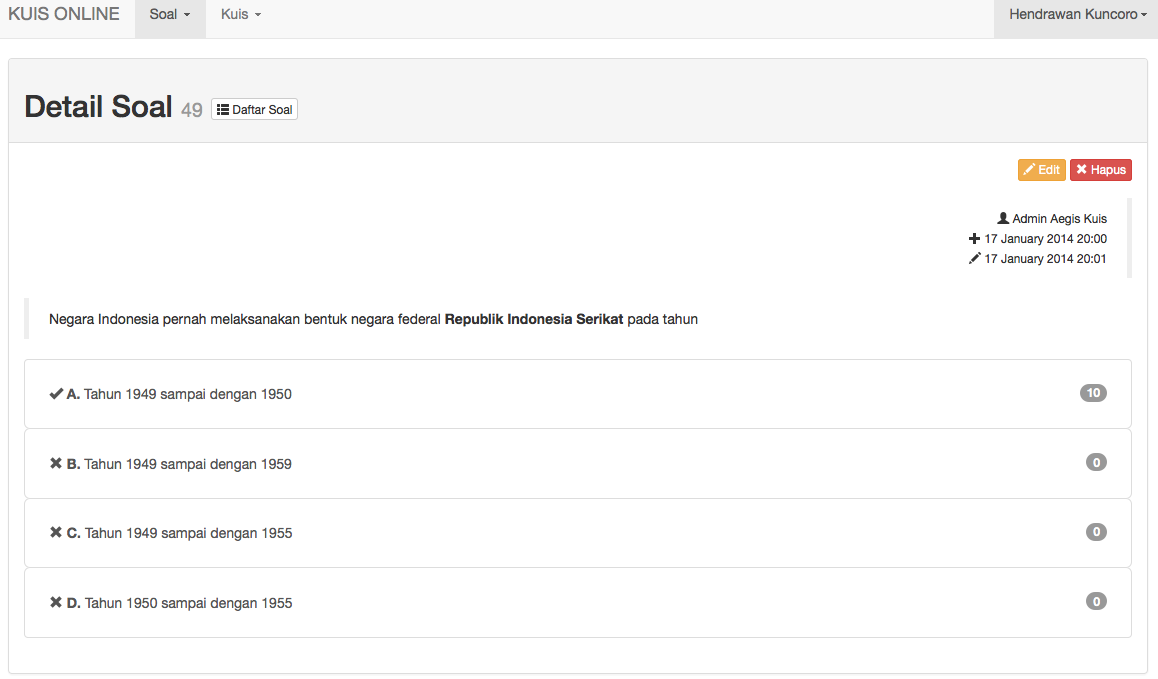 KUIS ONLINE Soal Kuis Hendrawan Kuncoro
Detail Soal 49 Daftar Soal
Edit Hapus
Admin Aegis Kuis
17 January 2014 20:00
17 January 2014 20:01
Negara Indonesia pernah melaksanakan bentuk negara federal Republik Indonesia Serikat pada tahun
A. Tahun 1949 sampai dengan 1950 10
B. Tahun 1949 sampai dengan 1959 0
C. Tahun 1949 sampai dengan 1955 0
D. Tahun 1950 sampai dengan 1955 0